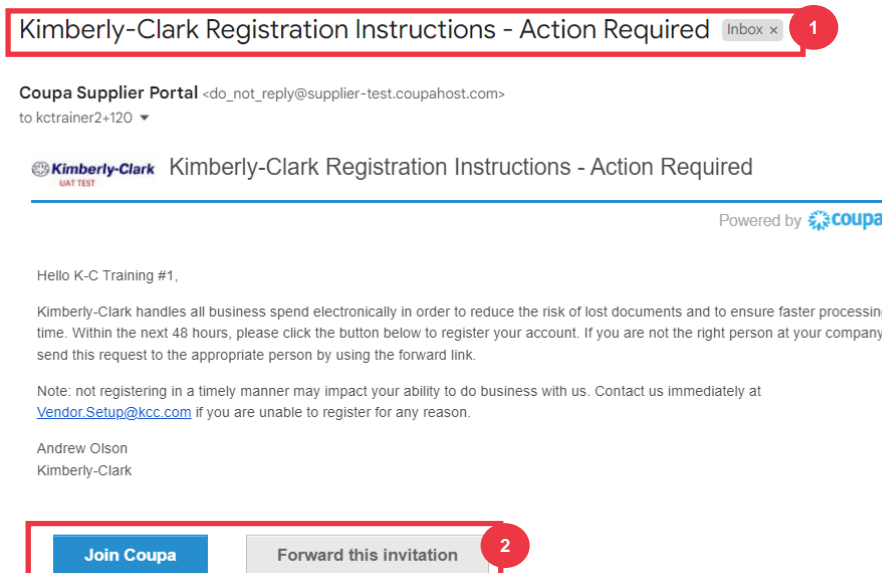 Kimberly-Clark Registration Instructions - Action Required Inbox × 1
Coupa Supplier Portal <do_not_reply@supplier-test.coupahost.com>
to kctrainer2+120
Kimberly-Clark Kimberly-Clark Registration Instructions - Action Required
UAT TEST
Powered by coupa
Hello K-C Training #1,
Kimberly-Clark handles all business spend electronically in order to reduce the risk of lost documents and to ensure faster processing
time. Within the next 48 hours, please click the button below to register your account. If you are not the right person at your company
send this request to the appropriate person by using the forward link.
Note: not registering in a timely manner may impact your ability to do business with us. Contact us immediately at
Vendor.Setup@kcc.com if you are unable to register for any reason.
Andrew Olson
Kimberly-Clark
Join Coupa Forward this invitation 2